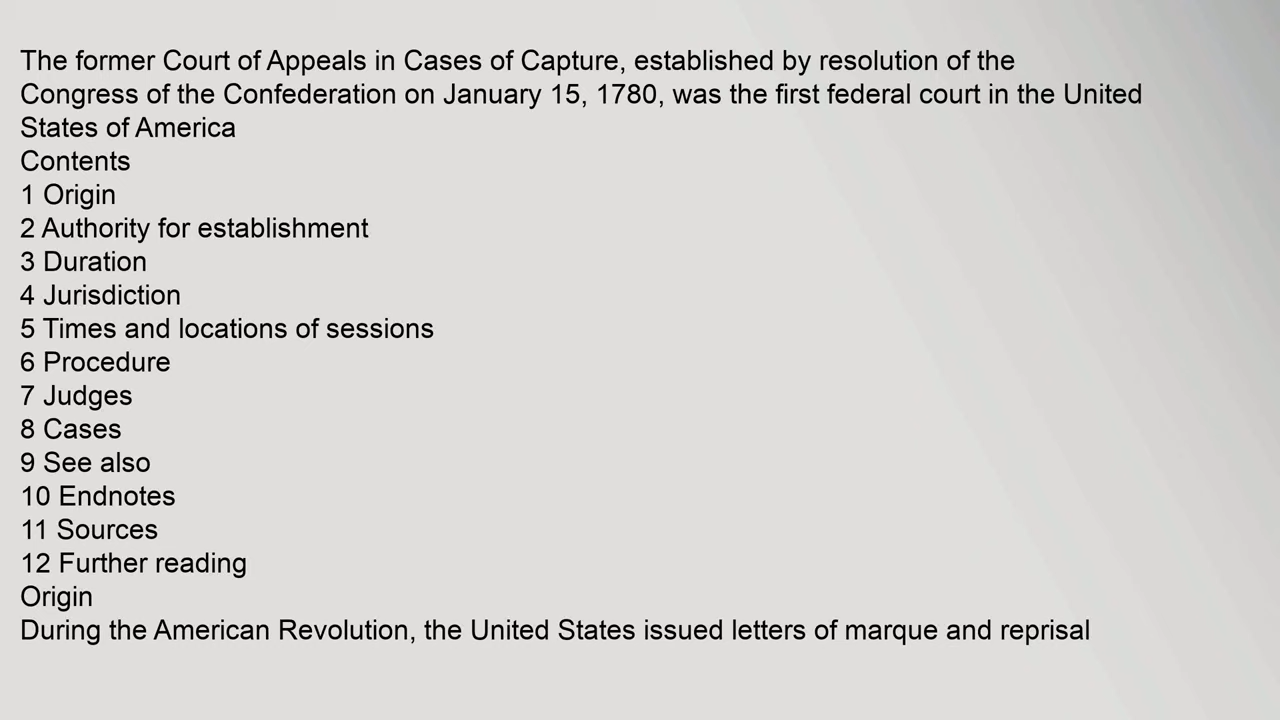 The former Court of Appeals in Cases of Capture, established by resolution of the
Congress of the Confederation on January 15, 1780, was the first federal court in the United
States of America
Contents
1 Origin
2 Authority for establishment
3 Duration
4 Jurisdiction
5 Times and locations of sessions
6 Procedure
7 Judges
8 Cases
9 See also
10 Endnotes
11 Sources
12 Further reading
Origin
During the American Revolution, the United States issued letters of marque and reprisal